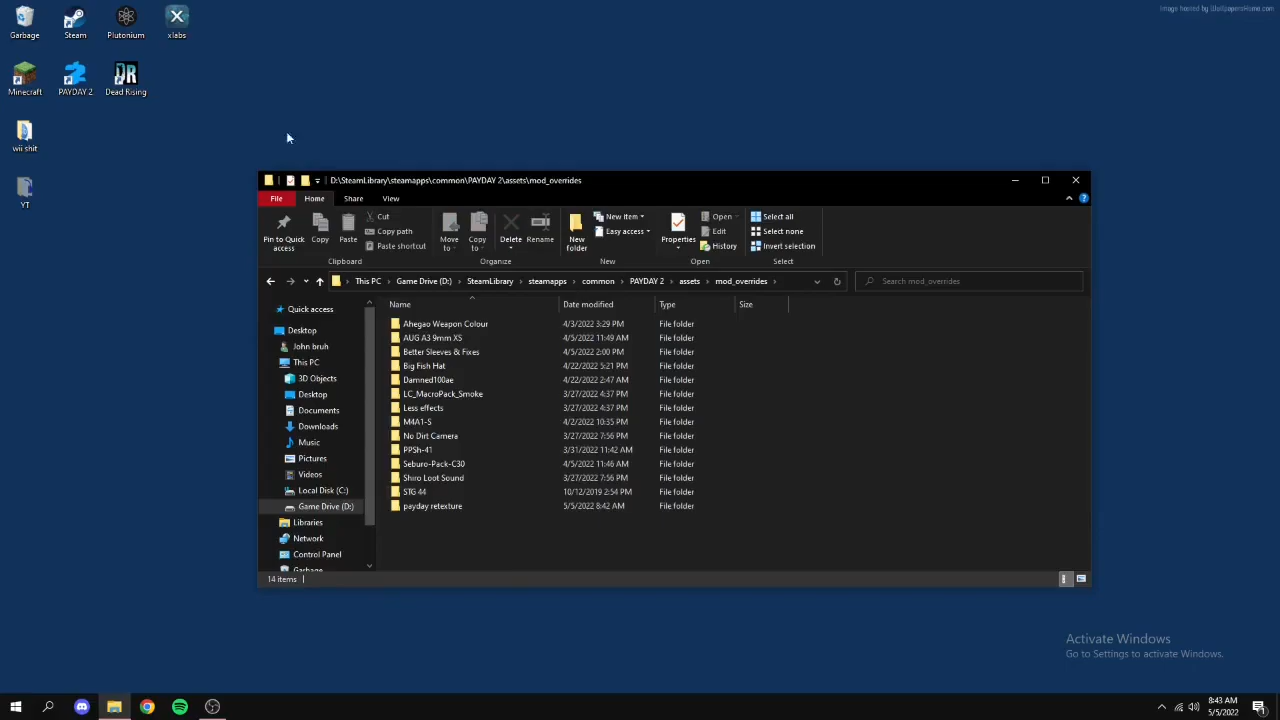 Image hosted by WallpapersHome.com
Garbage
Steam
Plutonium
xlabs
Minecraft
PAYDAY 2
Dead Rising
DR
wii shit
YT
D:\SteamLibrary\steamapps\common\PAYDAY 2\assets\mod_overrides
File
Home
Share
View
Pin to Quick access
Copy
Paste
Cut
Copy path
Paste shortcut
Clipboard
Move to
Copy to
Delete
Rename
Organize
New folder
New item
Easy access
New
Properties
Open
Edit
History
Open
Select all
Select none
Invert selection
Select
This PC > Game Drive (D:) > SteamLibrary > steamapps > common > PAYDAY 2 > assets > mod_overrides >
Search mod_overrides
Quick access
Desktop
John bruh
This PC
3D Objects
Desktop
Documents
Downloads
Music
Pictures
Videos
Local Disk (C:)
Game Drive (D:)
Libraries
Network
Control Panel
Garbage
Name Date modified Type Size
Ahegao Weapon Colour 4/3/2022 3:29 PM File folder
AUG A3 9mm XS 4/5/2022 11:49 AM File folder
Better Sleeves & Fixes 4/5/2022 2:00 PM File folder
Big Fish Hat 4/22/2022 5:21 PM File folder
Damned100ae 4/22/2022 2:47 AM File folder
LC_MacroPack_Smoke 3/27/2022 4:37 PM File folder
Less effects 3/27/2022 4:37 PM File folder
M4A1-S 4/2/2022 10:35 PM File folder
No Dirt Camera 3/27/2022 7:56 PM File folder
PPSh-41 3/31/2022 11:42 AM File folder
Seburo-Pack-C30 4/5/2022 11:46 AM File folder
Shiro Loot Sound 3/27/2022 7:56 PM File folder
STG 44 10/12/2019 2:54 PM File folder
payday retexture 5/5/2022 8:42 AM File folder
14 items
Activate Windows
Go to Settings to activate Windows.
8:43 AM
5/5/2022